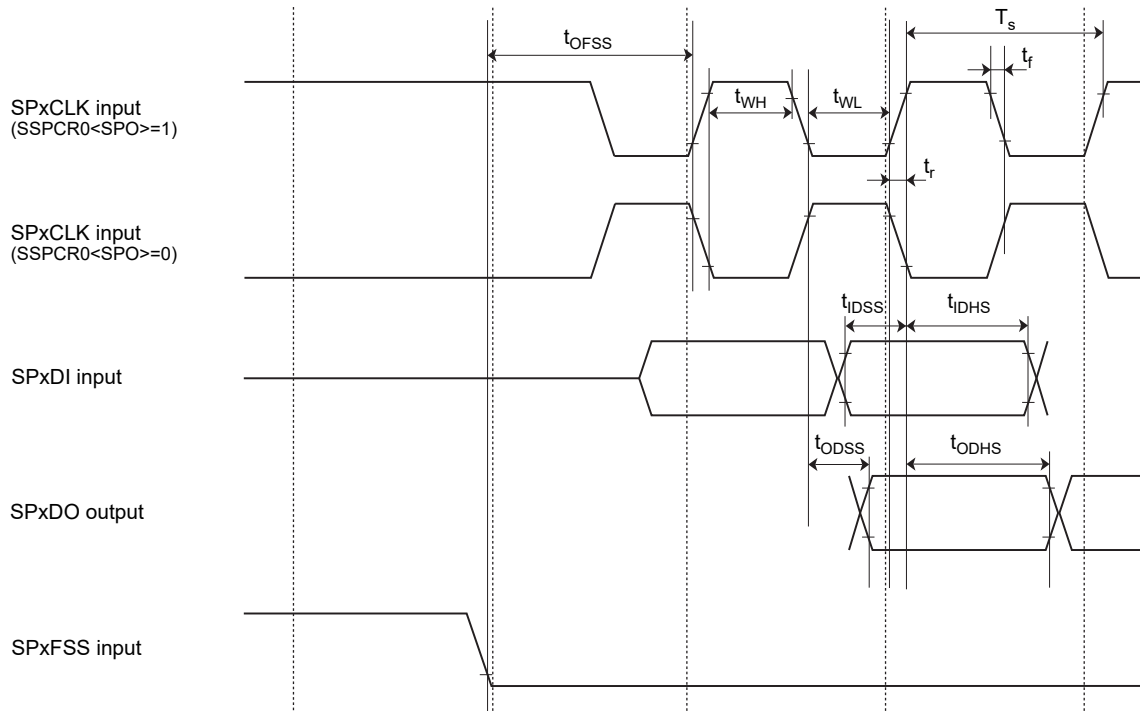 T_s
t_OFSS
t_f
SPxCLK input
(SSPCR0<SPO>=1)
t_WH
t_WL
t_r
SPxCLK input
(SSPCR0<SPO>=0)
t_IDSS
t_IDHS
SPxDI input
t_ODSS
t_ODHS
SPxDO output
SPxFSS input